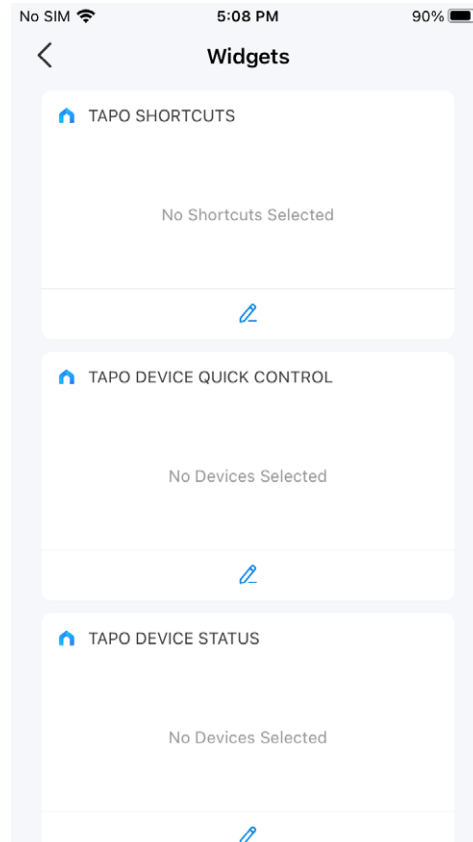 No SIM 5:08 PM 90%
Widgets
TAPO SHORTCUTS
No Shortcuts Selected
TAPO DEVICE QUICK CONTROL
No Devices Selected
TAPO DEVICE STATUS
No Devices Selected